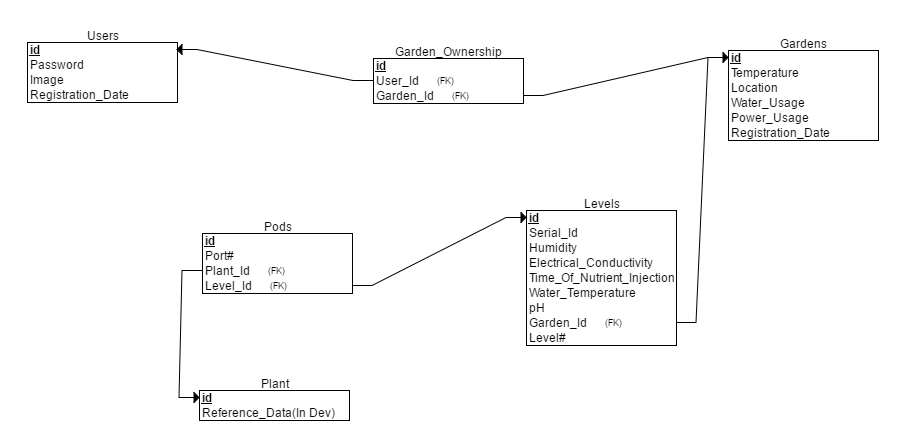 Users
id
Password
Image
Registration_Date
Garden_Ownership
id
User_Id (FK)
Garden_Id (FK)
Gardens
id
Temperature
Location
Water_Usage
Power_Usage
Registration_Date
Pods
id
Port#
Plant_Id (FK)
Level_Id (FK)
Levels
id
Serial_Id
Humidity
Electrical_Conductivity
Time_Of_Nutrient_Injection
Water_Temperature
pH
Garden_Id (FK)
Level#
Plant
id
Reference_Data(In Dev)